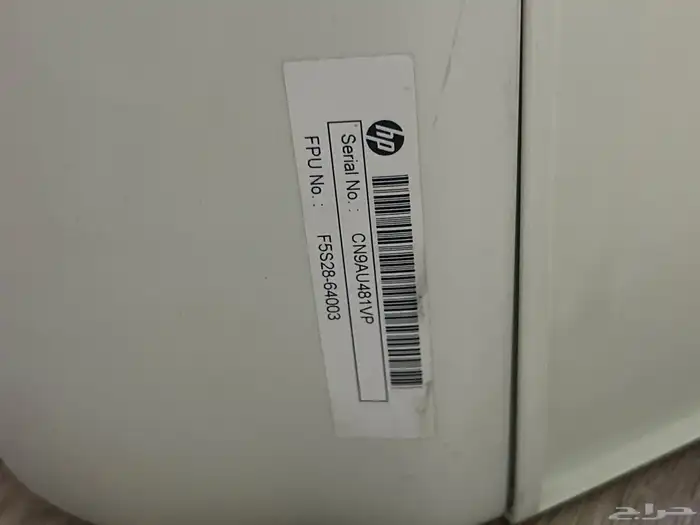 hp
Serial No. : CN9AU481VP
FPU No. : F5S28-64003
حراج